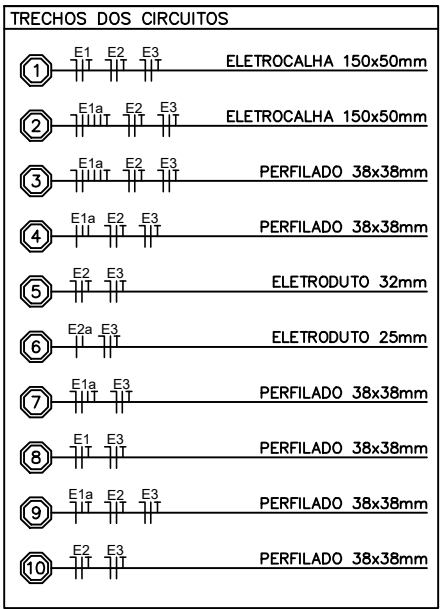 TRECHOS DOS CIRCUITOS
E1 E2 E3
1 ELETROCALHA 150x50mm
E1a E2 E3
2 ELETROCALHA 150x50mm
E1a E2 E3
3 PERFILADO 38x38mm
E1a E2 E3
4 PERFILADO 38x38mm
E2 E3
5 ELETRODUTO 32mm
E2a E3
6 ELETRODUTO 25mm
E1a E3
7 PERFILADO 38x38mm
E1 E3
8 PERFILADO 38x38mm
E1a E2 E3
9 PERFILADO 38x38mm
E2 E3
10 PERFILADO 38x38mm